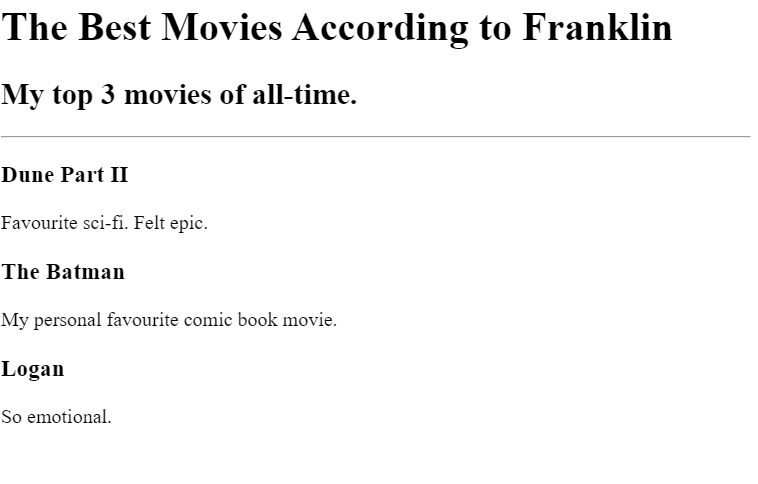 The Best Movies According to Franklin
My top 3 movies of all-time.
Dune Part II
Favourite sci-fi. Felt epic.
The Batman
My personal favourite comic book movie.
Logan
So emotional.